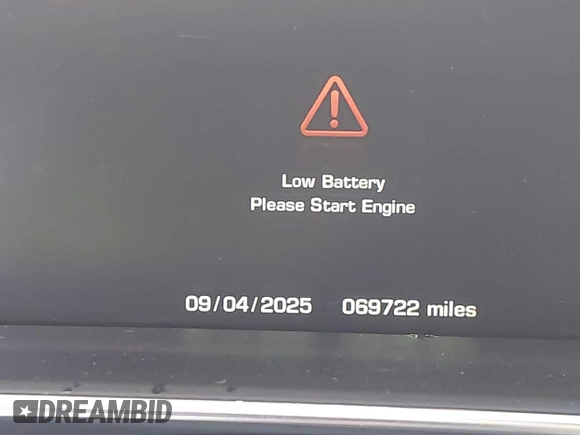 Low Battery
Please Start Engine
09/04/2025 069722 miles
DREAMBID